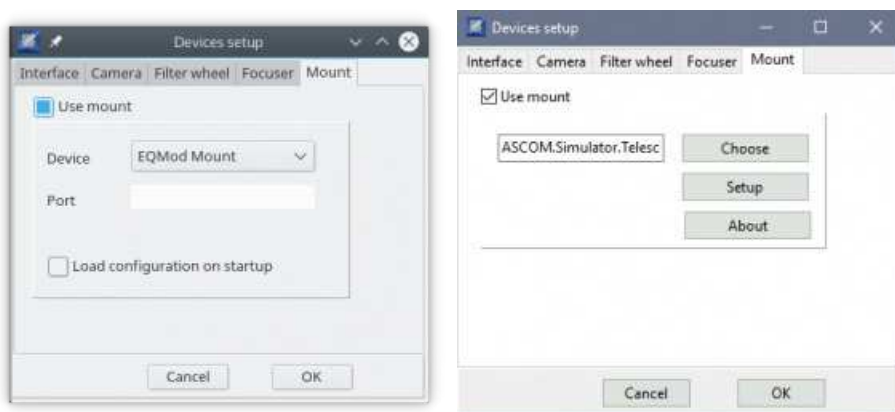 Devices setup
Interface Camera Filter wheel Focuser Mount
Use mount
Device EQMod Mount
Port
Load configuration on startup
Cancel OK
Devices setup
Interface Camera Filter wheel Focuser Mount
Use mount
ASCOM.Simulator.Telesc Choose
Setup
About
Cancel OK